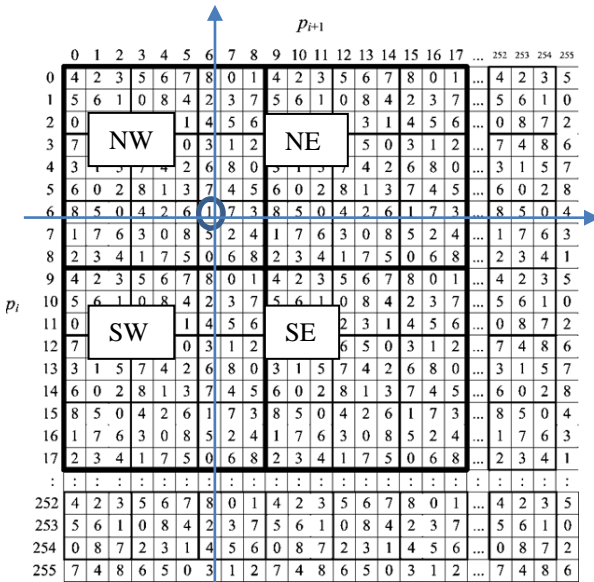 p_{i+1}
0 1 2 3 4 5 6 7 8 9 10 11 12 13 14 15 16 17 ... 252 253 254 255
0 4 2 3 5 6 7 8 0 1 4 2 3 5 6 7 8 0 1 ... 4 2 3 5
1 5 6 1 0 8 4 2 3 7 5 6 1 0 8 4 2 3 7 ... 5 6 1 0
2 0 1 4 5 6 3 1 4 5 6 ... 0 8 7 2
3 7 NW 0 3 1 2 NE 5 0 3 1 2 ... 7 4 8 6
4 3 1 5 7 4 2 6 8 0 3 1 5 7 4 2 6 8 0 ... 3 1 5 7
5 6 0 2 8 1 3 7 4 5 6 0 2 8 1 3 7 4 5 ... 6 0 2 8
6 8 5 0 4 2 6 1 7 3 8 5 0 4 2 6 1 7 3 ... 8 5 0 4
7 1 7 6 3 0 8 5 2 4 1 7 6 3 0 8 5 2 4 ... 1 7 6 3
8 2 3 4 1 7 5 0 6 8 2 3 4 1 7 5 0 6 8 ... 2 3 4 1
9 4 2 3 5 6 7 8 0 1 4 2 3 5 6 7 8 0 1 ... 4 2 3 5
p_i
10 5 6 1 0 8 4 2 3 7 5 6 1 0 8 4 2 3 7 ... 5 6 1 0
11 0 1 4 5 6 2 3 1 4 5 6 ... 0 8 7 2
12 7 SW 0 3 1 2 SE 6 5 0 3 1 2 ... 7 4 8 6
13 3 1 5 7 4 2 6 8 0 3 1 5 7 4 2 6 8 0 ... 3 1 5 7
14 6 0 2 8 1 3 7 4 5 6 0 2 8 1 3 7 4 5 ... 6 0 2 8
15 8 5 0 4 2 6 1 7 3 8 5 0 4 2 6 1 7 3 ... 8 5 0 4
16 1 7 6 3 0 8 5 2 4 1 7 6 3 0 8 5 2 4 ... 1 7 6 3
17 2 3 4 1 7 5 0 6 8 2 3 4 1 7 5 0 6 8 ... 2 3 4 1
: : : : : : : : : : : : : : : : : : : : : : : :
252 4 2 3 5 6 7 8 0 1 4 2 3 5 6 7 8 0 1 ... 4 2 3 5
253 5 6 1 0 8 4 2 3 7 5 6 1 0 8 4 2 3 7 ... 5 6 1 0
254 0 8 7 2 3 1 4 5 6 0 8 7 2 3 1 4 5 6 ... 0 8 7 2
255 7 4 8 6 5 0 3 1 2 7 4 8 6 5 0 3 1 2 ... 7 4 8 6